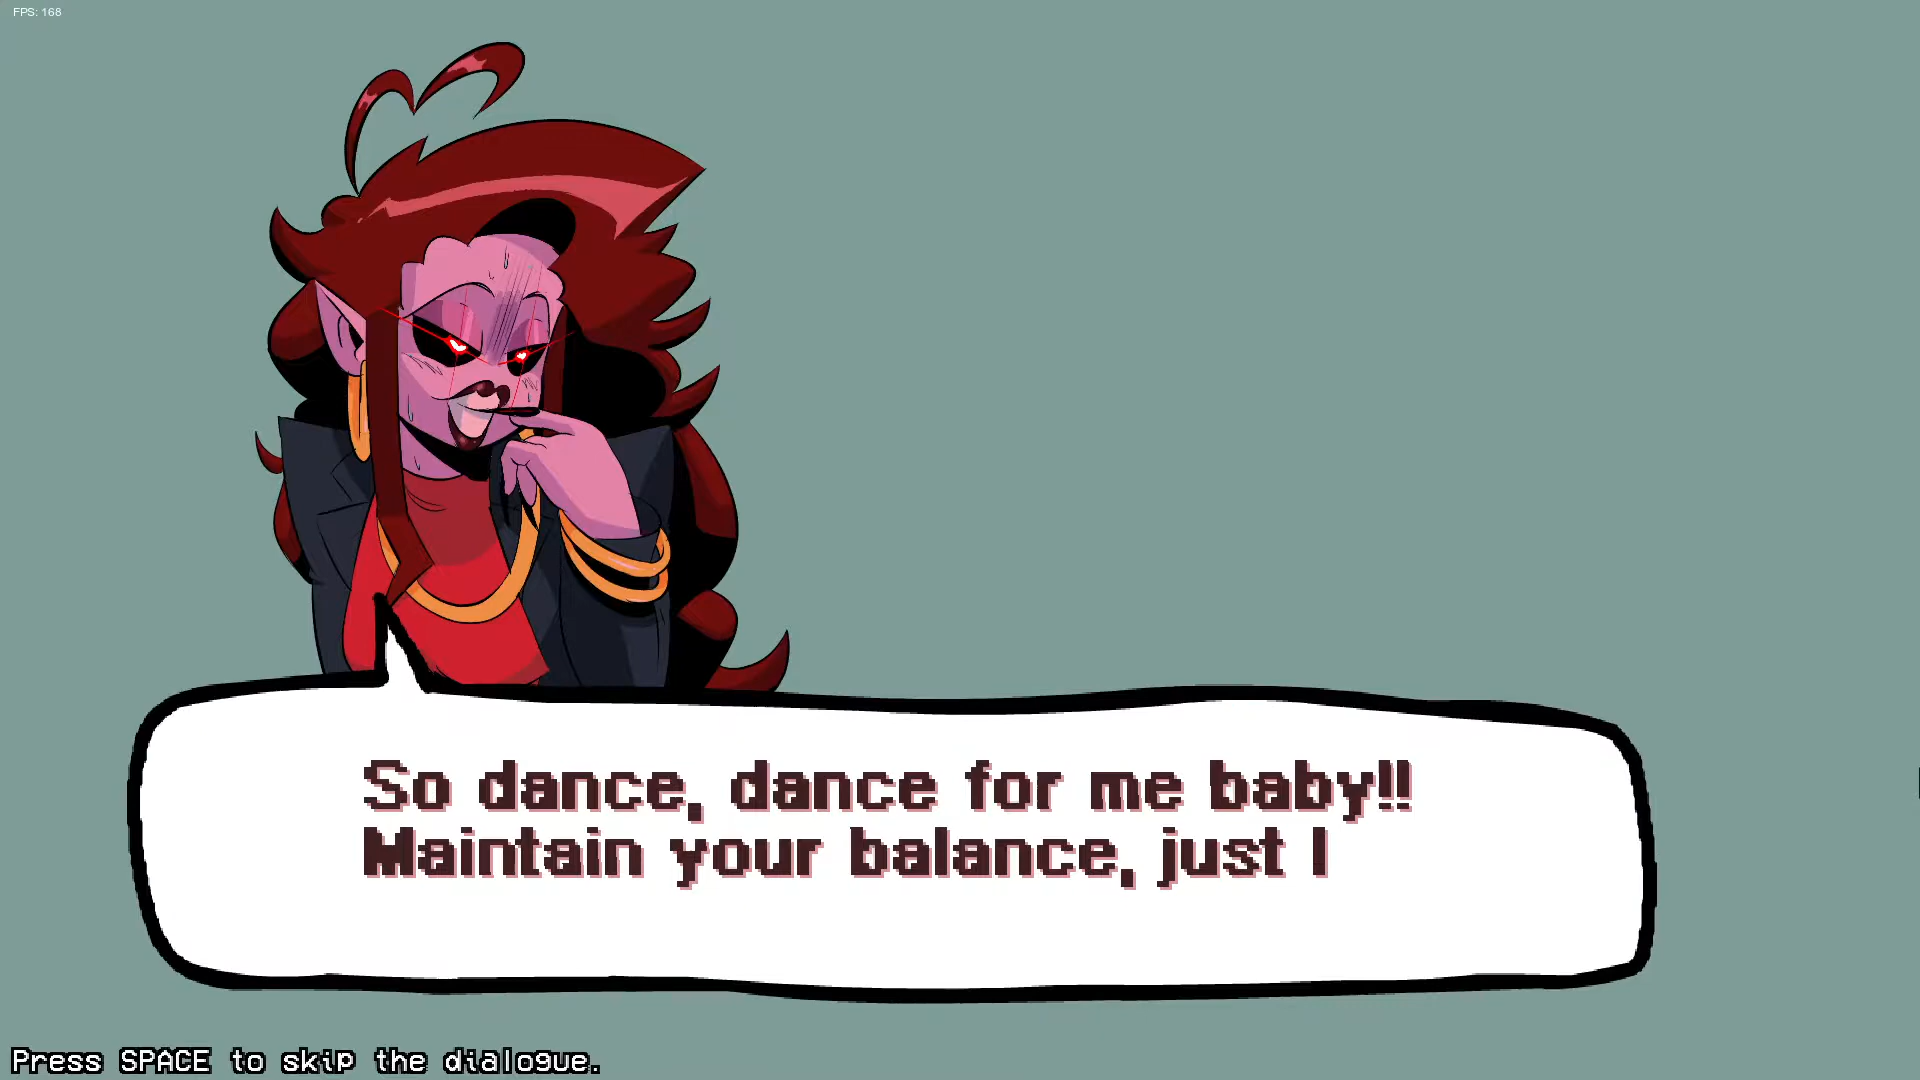 FPS: 168
So dance, dance for me baby!!
Maintain your balance, just l
Press SPACE to skip the dialogue.